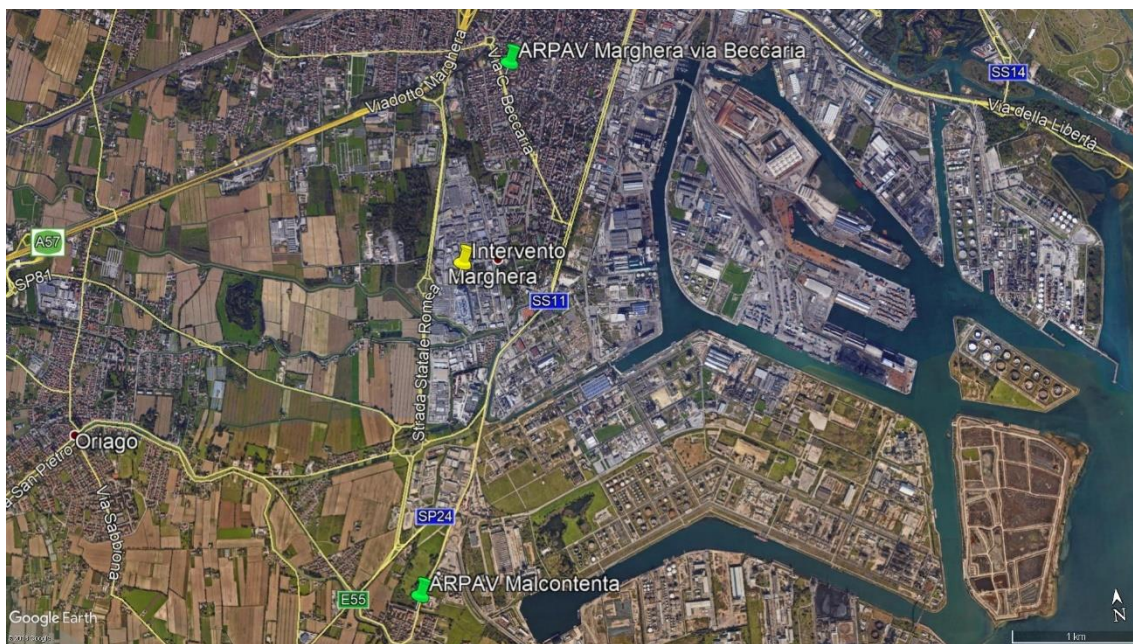 ARPAV Marghera via Beccaria
Viadotto Marghera
Via C. Beccaria
SS14
Via della Libertà
A57
SP81
Intervento
Marghera
SS11
Strada Statale Romea
Oriago
San Pietro
Via Sabbiona
SP24
ARPAV Malcontenta
E55
Google Earth
N
1 km